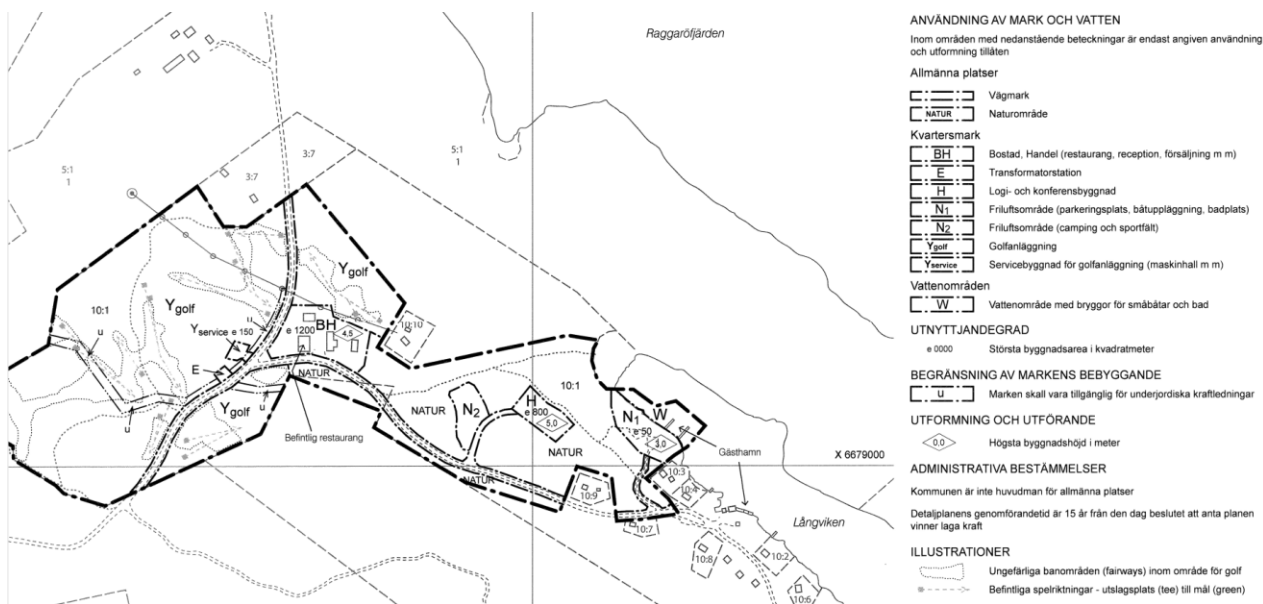 Raggaröfjärden
5:1
1
3:7
3:7
5:1
1
Ygolf
10:1
u
Ygolf
u
Yservice e 150
BH
e 1200
4,5
10:10
E
NATUR
Ygolf
u
u
Befintlig restaurang
NATUR
N2
H
e 800
5,0
10:1
N1
e 50
W
3,0
NATUR
NATUR
Gästhamn
X 6679000
10:3
10:4
10:9
10:7
10:8
10:2
10:6
Långviken
ANVÄNDNING AV MARK OCH VATTEN
Inom områden med nedanstående beteckningar är endast angiven användning
och utformning tillåten
Allmänna platser
Vägmark
NATUR Naturområde
Kvartersmark
BH Bostad, Handel (restaurang, reception, försäljning m m)
E Transformatorstation
H Logi- och konferensbyggnad
N1 Friluftsområde (parkeringsplats, båtuppläggning, badplats)
N2 Friluftsområde (camping och sportfält)
Ygolf Golfanläggning
Yservice Servicebyggnad för golfanläggning (maskinhall m m)
Vattenområden
W Vattenområde med bryggor för småbåtar och bad
UTNYTTJANDEGRAD
e 0000 Största byggnadsarea i kvadratmeter
BEGRÄNSNING AV MARKENS BEBYGGANDE
u Marken skall vara tillgänglig för underjordiska kraftledningar
UTFORMNING OCH UTFÖRANDE
0.0 Högsta byggnadshöjd i meter
ADMINISTRATIVA BESTÄMMELSER
Kommunen är inte huvudman för allmänna platser
Detaljplanens genomförandetid är 15 år från den dag beslutet att anta planen
vinner laga kraft
ILLUSTRATIONER
Ungefärliga banområden (fairways) inom område för golf
Befintliga spelriktningar - utslagsplats (tee) till mål (green)